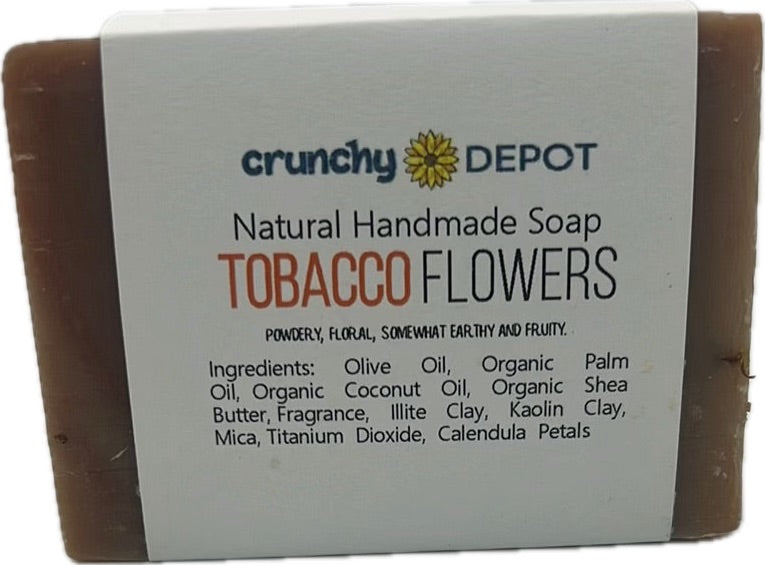 crunchy DEPOT
Natural Handmade Soap
TOBACCO FLOWERS
POWDERY, FLORAL, SOMEWHAT EARTHY AND FRUITY.
Ingredients: Olive Oil, Organic Palm
Oil, Organic Coconut Oil, Organic Shea
Butter, Fragrance, Illite Clay, Kaolin Clay,
Mica, Titanium Dioxide, Calendula Petals